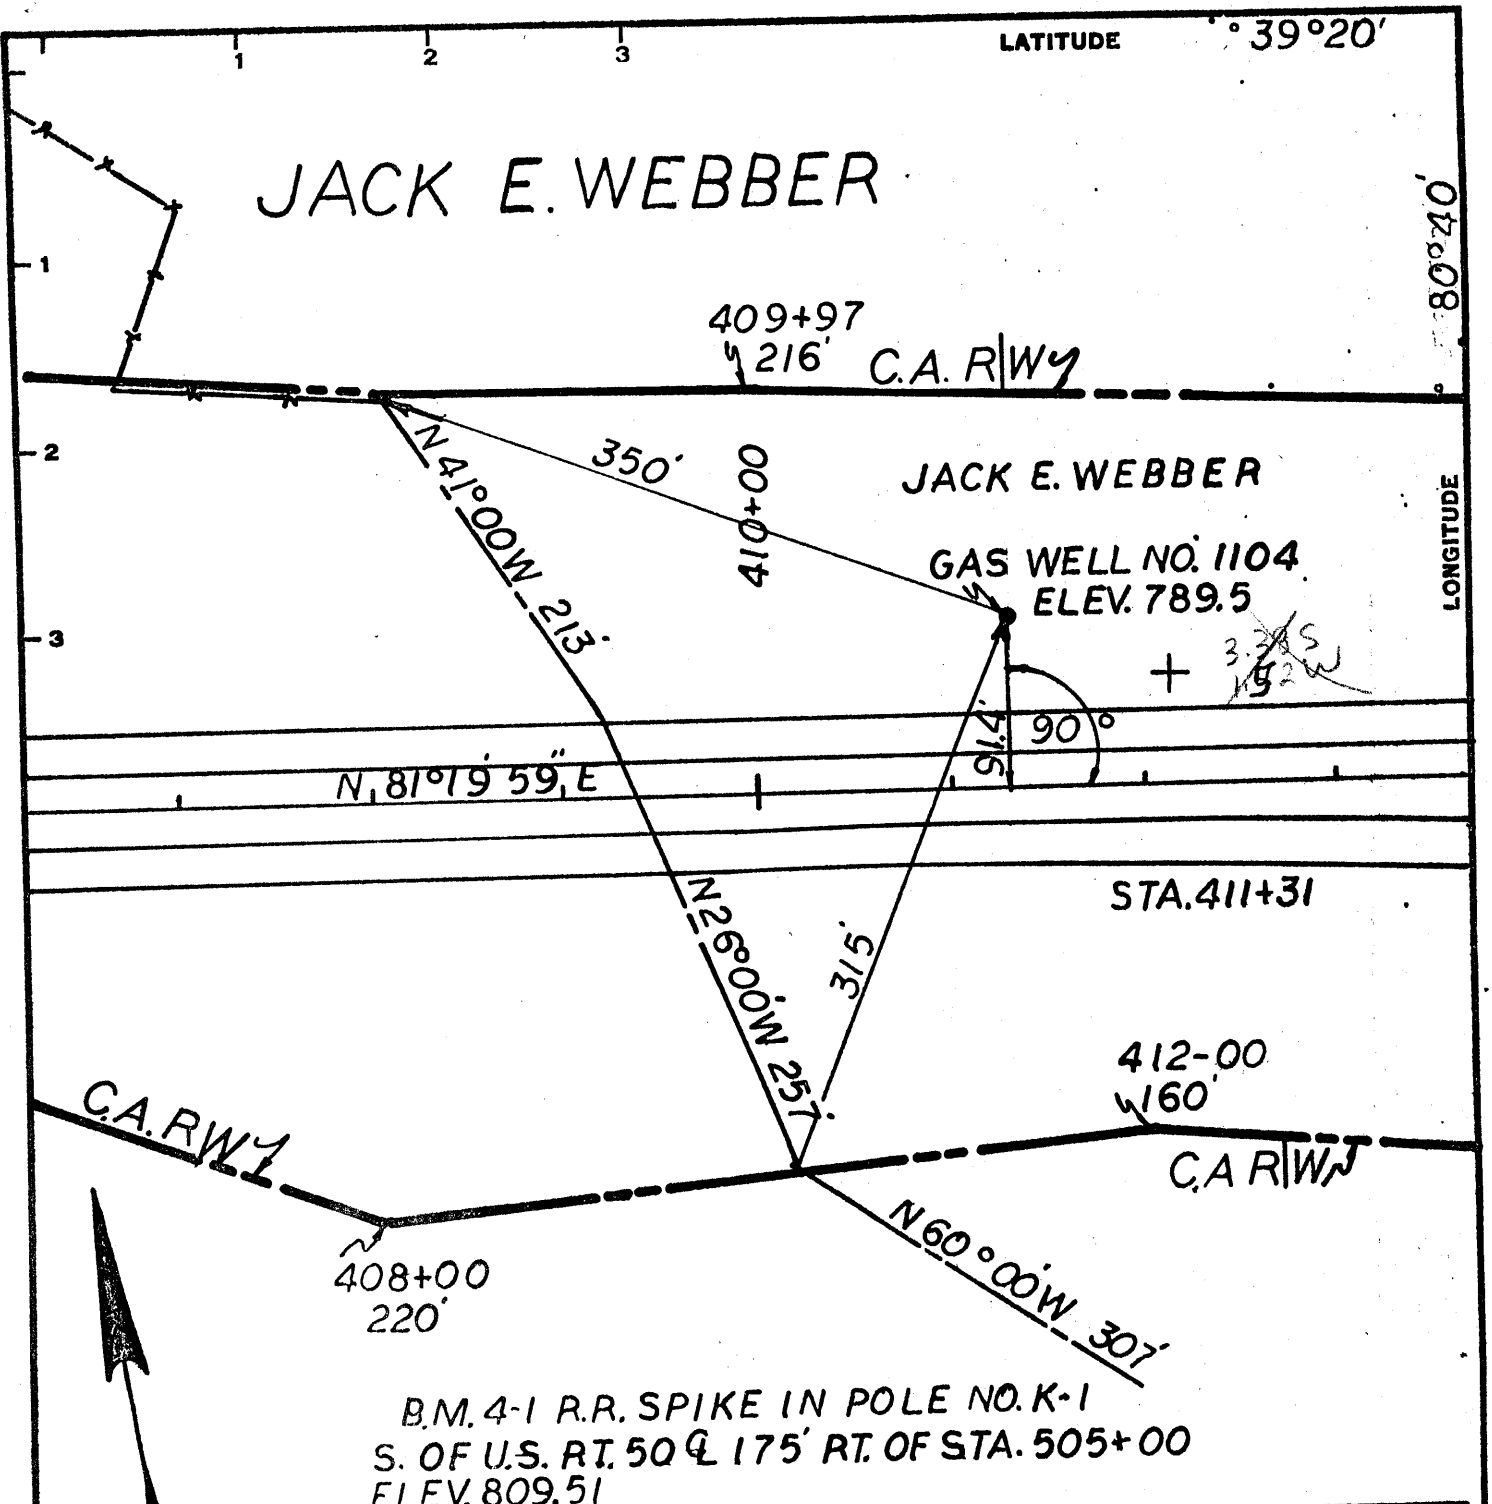 LATITUDE 39°20'
1 2 3
JACK E. WEBBER
80°40'
1
409+97
216'
C.A. R|W
2
N 41°00'W 213'
350'
410+00
JACK E. WEBBER
LONGITUDE
GAS WELL NO. 1104
ELEV. 789.5
3
91.4'
90°
N 81°19'59" E
STA. 411+31
N 26°00'W 257'
315'
412-00
160'
C.A. R|W
C.A R|W
N 60°00'W 307'
408+00
220'
B.M. 4-1 R.R. SPIKE IN POLE NO. K-1
S. OF U.S. RT. 50 ℄ 175' RT. OF STA. 505+00
ELEV. 809.51